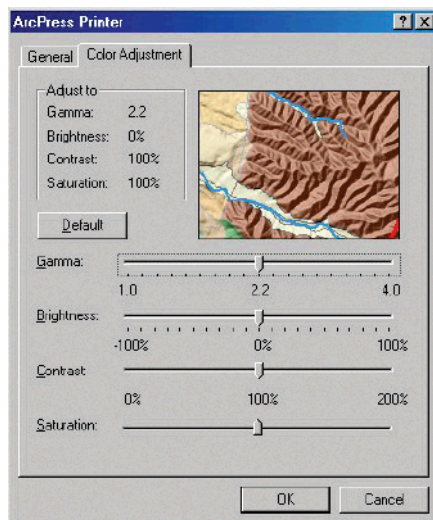 ArcPress Printer
General Color Adjustment
Adjust to
Gamma: 2.2
Brightness: 0%
Contrast: 100%
Saturation: 100%
Default
Gamma:
1.0 2.2 4.0
Brightness:
-100% 0% 100%
Contrast
0% 100% 200%
Saturation:
OK Cancel